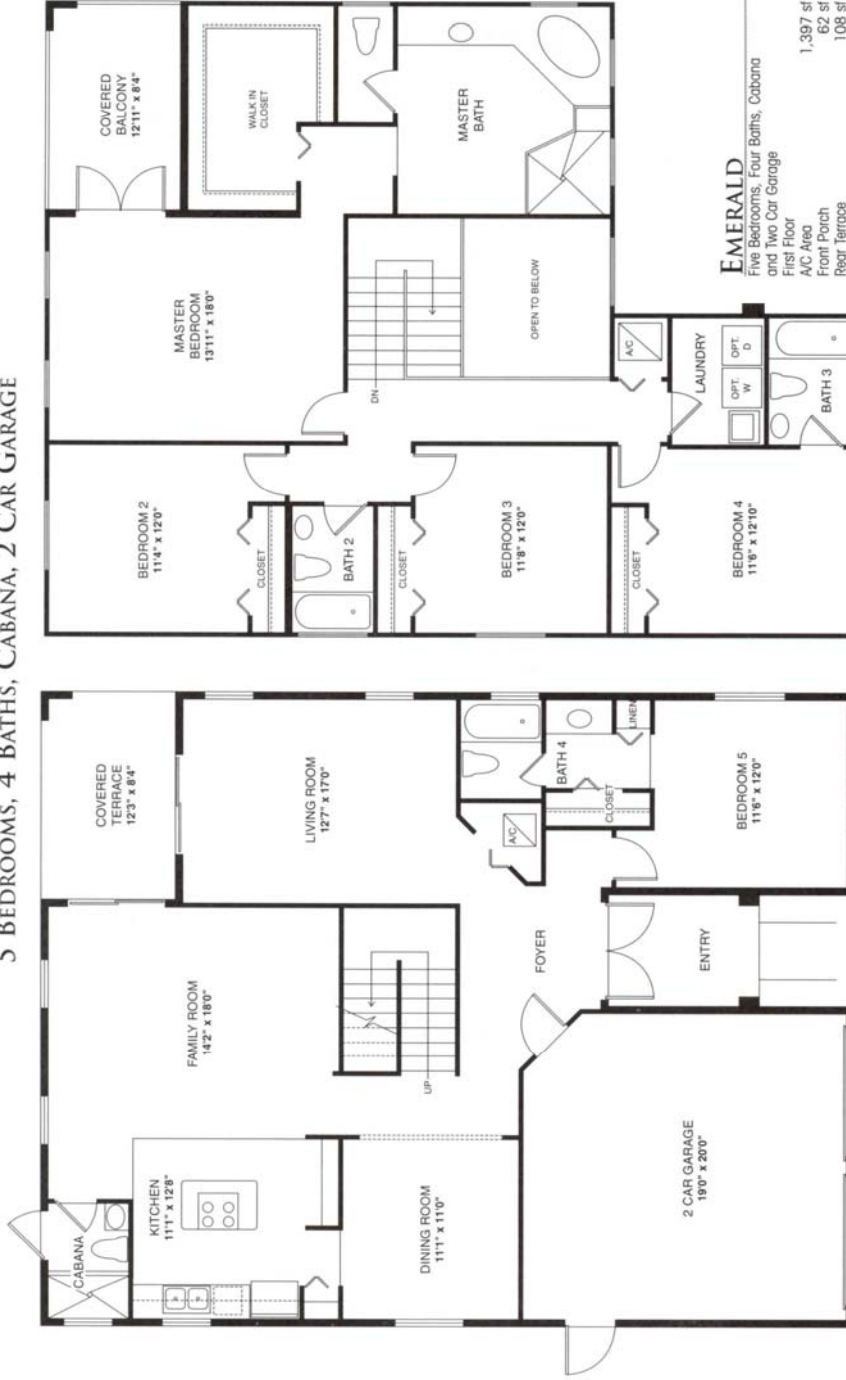 5 BEDROOMS, 4 BATHS, CABANA, 2 CAR GARAGE
COVERED
TERRACE
12'3" x 8'4"
FAMILY ROOM
14'2" x 18'0"
LIVING ROOM
12'7" x 17'0"
CABANA
KITCHEN
11'1" x 12'8"
DINING ROOM
11'1" x 11'0"
UP
A/C
BATH 4
LINEN
CLOSET
FOYER
BEDROOM 5
11'6" x 12'0"
ENTRY
2 CAR GARAGE
19'0" x 20'0"
COVERED
BALCONY
12'11" x 8'4"
WALK IN
CLOSET
MASTER
BATH
MASTER
BEDROOM
13'11" x 18'0"
BEDROOM 2
11'4" x 12'0"
CLOSET
BATH 2
CLOSET
BEDROOM 3
11'8" x 12'0"
DN
OPEN TO BELOW
A/C
LAUNDRY
OPT.
W
OPT.
D
CLOSET
BEDROOM 4
11'6" x 12'10"
BATH 3
EMERALD
Five Bedrooms, Four Baths, Cabana
and Two Car Garage
First Floor
A/C Area 1,397 sf
Front Porch 62 sf
Rear Terrace 108 sf